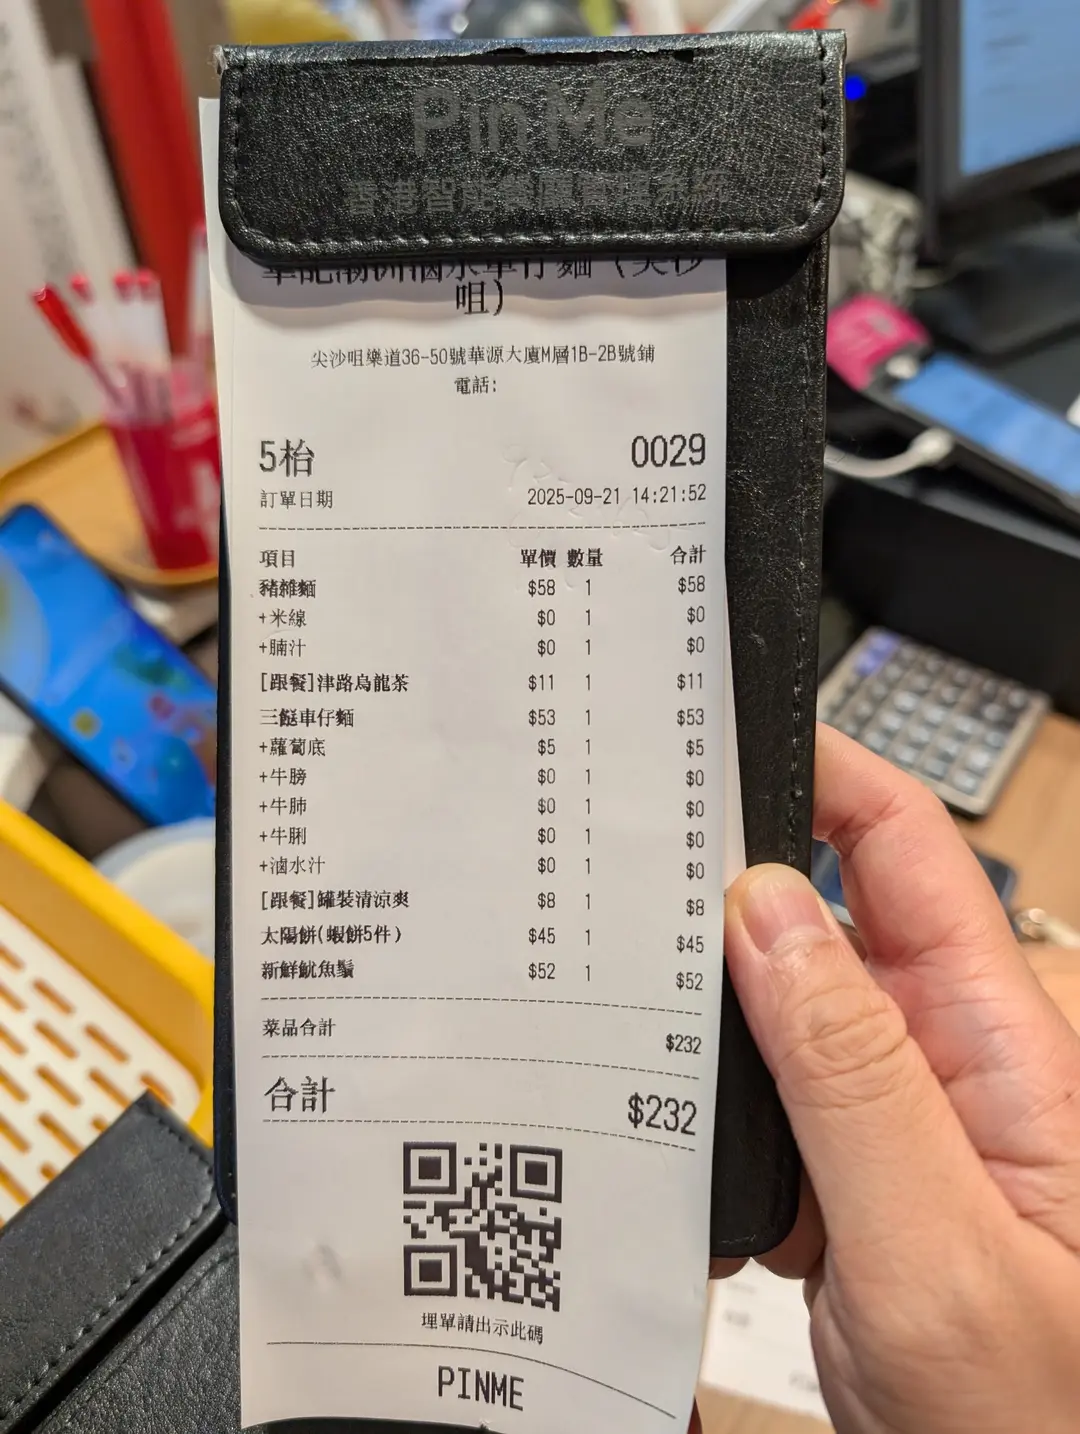 PinMe
香港智能餐廳管理系統
咀)
尖沙咀樂道36-50號華源大廈M層1B-2B號鋪
電話:
5枱 0029
訂單日期 2025-09-21 14:21:52
項目 單價 數量 合計
豬雜麵 $58 1 $58
+米線 $0 1 $0
+腩汁 $0 1 $0
[跟餐]津路烏龍茶 $11 1 $11
三餸車仔麵 $53 1 $53
+蘿蔔底 $5 1 $5
+牛膀 $0 1 $0
+牛肺 $0 1 $0
+牛脷 $0 1 $0
+滷水汁 $0 1 $0
[跟餐]罐裝清涼爽 $8 1 $8
太陽餅(蝦餅5件) $45 1 $45
新鮮魷魚鬚 $52 1 $52
菜品合計 $232
合計 $232
埋單請出示此碼
PINME